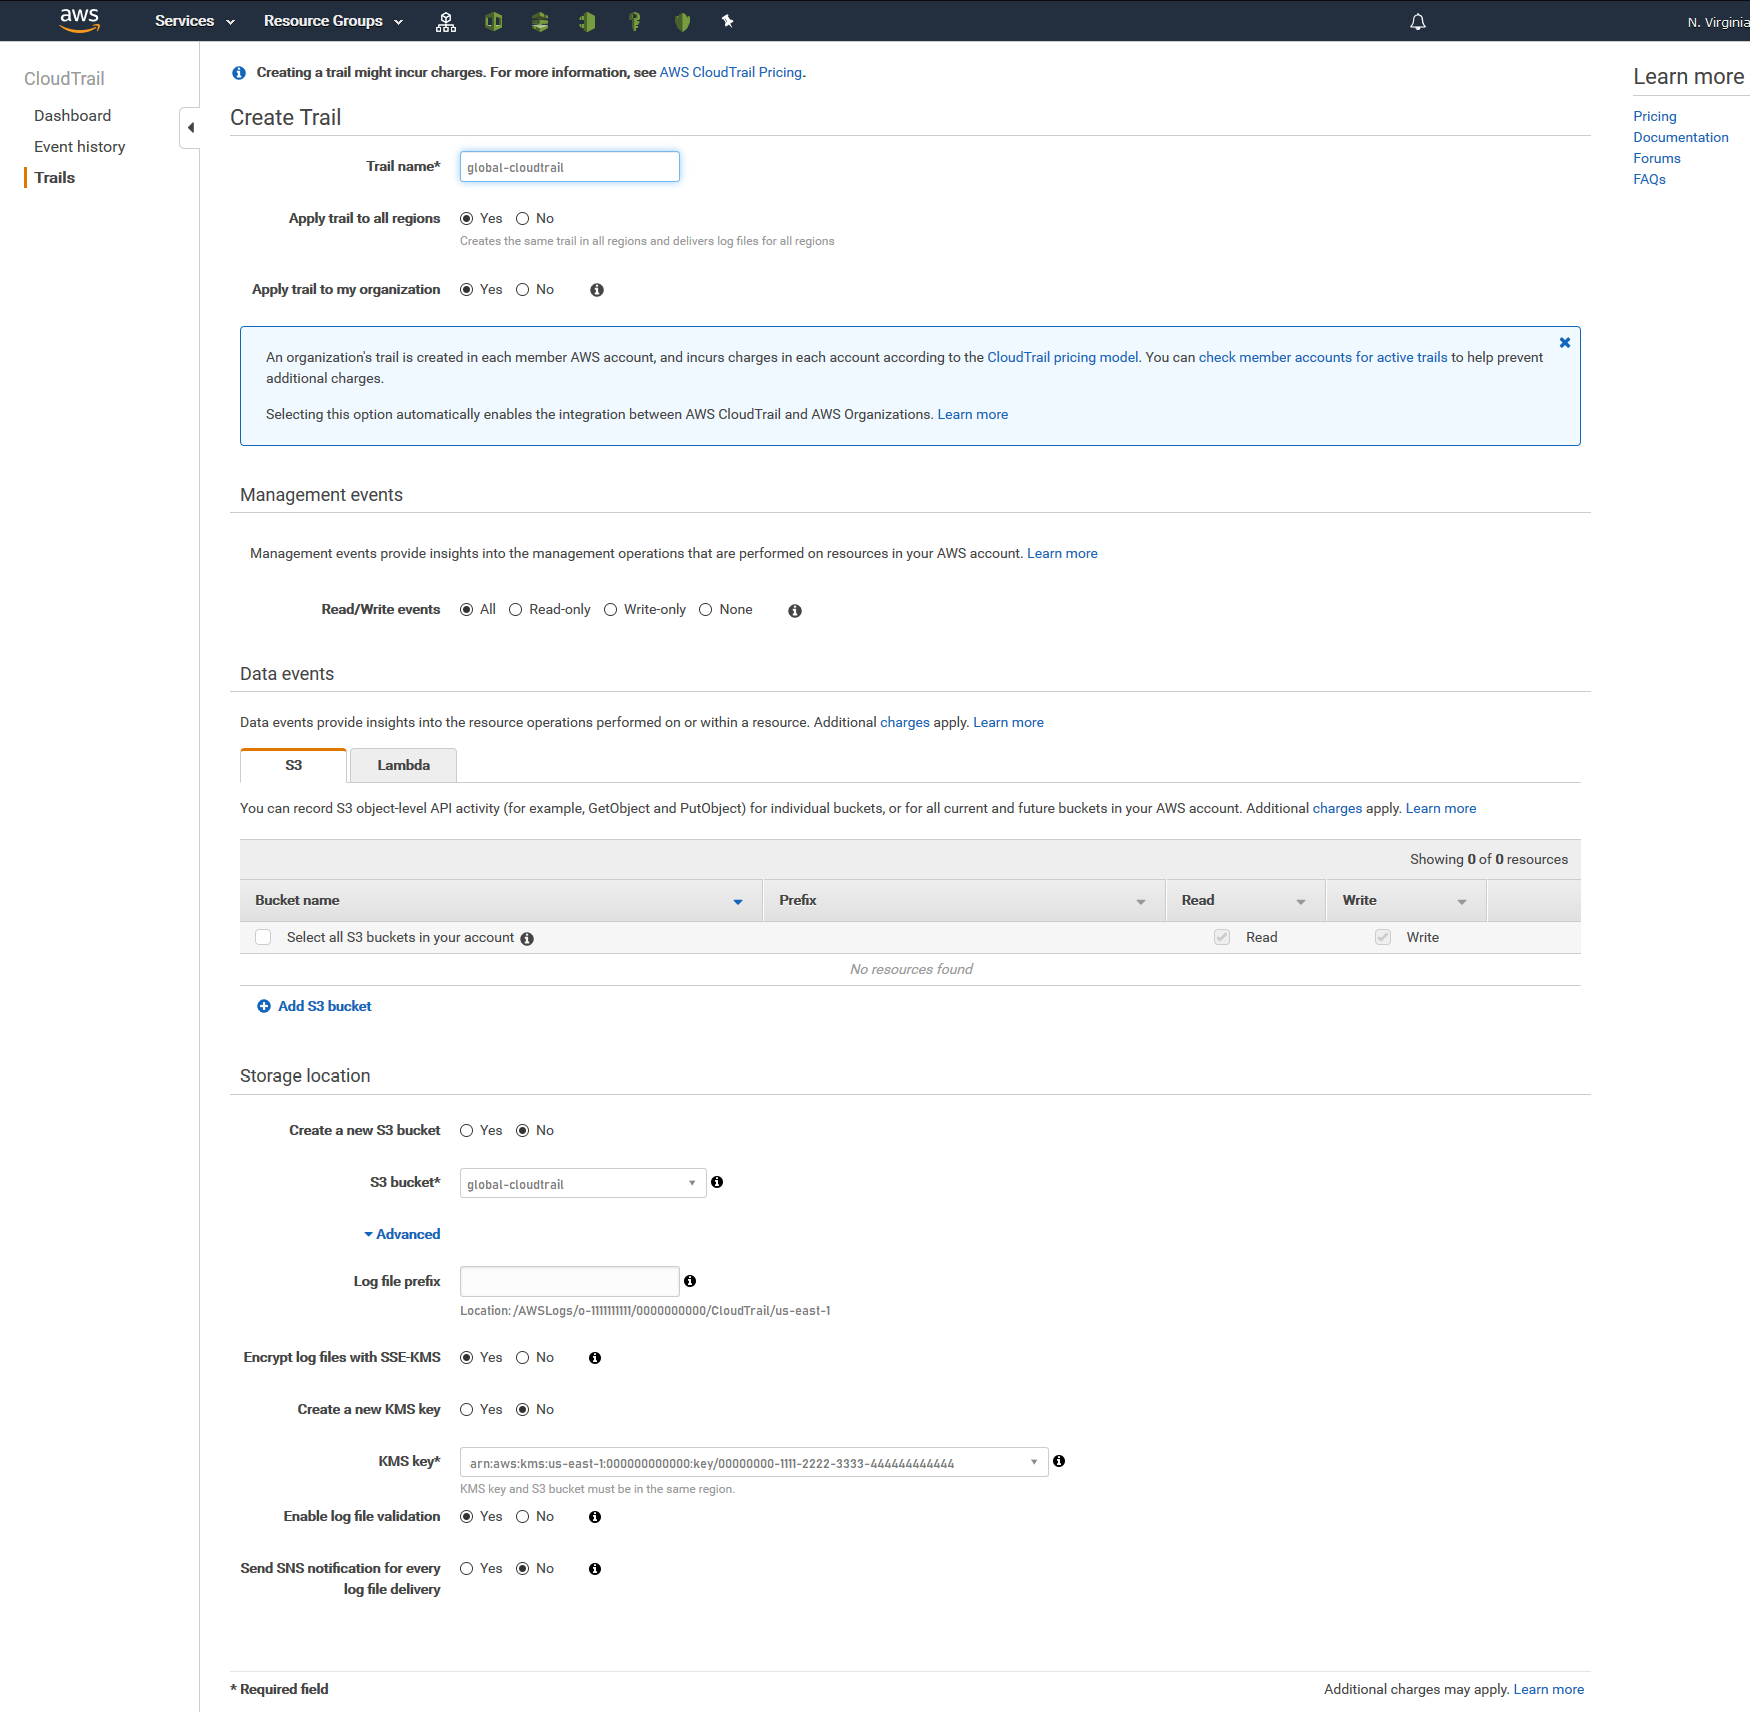 aws Services Resource Groups N. Virginia
CloudTrail
Dashboard
Event history
Trails
Creating a trail might incur charges. For more information, see AWS CloudTrail Pricing.
Create Trail
Trail name* global-cloudtrail
Apply trail to all regions Yes No
Creates the same trail in all regions and delivers log files for all regions
Apply trail to my organization Yes No
An organization's trail is created in each member AWS account, and incurs charges in each account according to the CloudTrail pricing model. You can check member accounts for active trails to help prevent
additional charges.
Selecting this option automatically enables the integration between AWS CloudTrail and AWS Organizations. Learn more
Management events
Management events provide insights into the management operations that are performed on resources in your AWS account. Learn more
Read/Write events All Read-only Write-only None
Data events
Data events provide insights into the resource operations performed on or within a resource. Additional charges apply. Learn more
S3 Lambda
You can record S3 object-level API activity (for example, GetObject and PutObject) for individual buckets, or for all current and future buckets in your AWS account. Additional charges apply. Learn more
Showing 0 of 0 resources
Bucket name Prefix Read Write
Select all S3 buckets in your account Read Write
No resources found
Add S3 bucket
Storage location
Create a new S3 bucket Yes No
S3 bucket* global-cloudtrail
Advanced
Log file prefix
Location: /AWSLogs/o-1111111111/0000000000/CloudTrail/us-east-1
Encrypt log files with SSE-KMS Yes No
Create a new KMS key Yes No
KMS key* arn:aws:kms:us-east-1:000000000000:key/00000000-1111-2222-3333-444444444444
KMS key and S3 bucket must be in the same region.
Enable log file validation Yes No
Send SNS notification for every Yes No
log file delivery
* Required field Additional charges may apply. Learn more
Learn more
Pricing
Documentation
Forums
FAQs